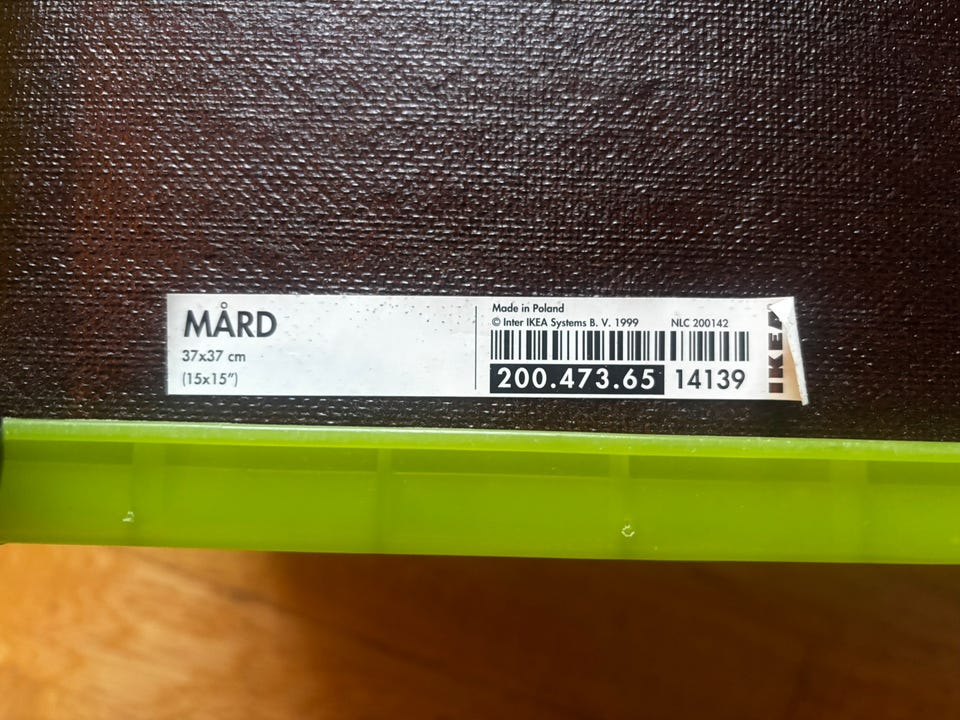 MÅRD
37x37 cm
(15x15")
Made in Poland
© Inter IKEA Systems B. V. 1999 NLC 200142
200.473.65 14139
IKEA